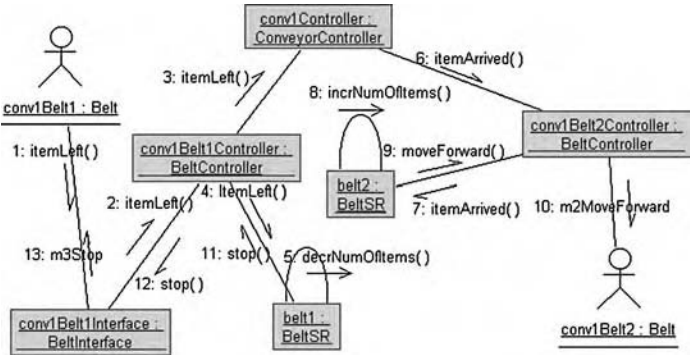 conv1Controller :
ConveyorController
6: itemArrived()
3: itemLeft()
8: incrNumOfItems()
conv1Belt1 : Belt
conv1Belt2Controller :
BeltController
1: itemLeft()
conv1Belt1Controller :
BeltController
9: moveForward()
2: itemLeft()
4: ItemLeft()
belt2 :
BeltSR
7: itemArrived()
10: m2MoveForward
13: m3Stop
11: stop()
5: decrNumOfItems()
12: stop()
conv1Belt1Interface :
BeltInterface
belt1 :
BeltSR
conv1Belt2 : Belt